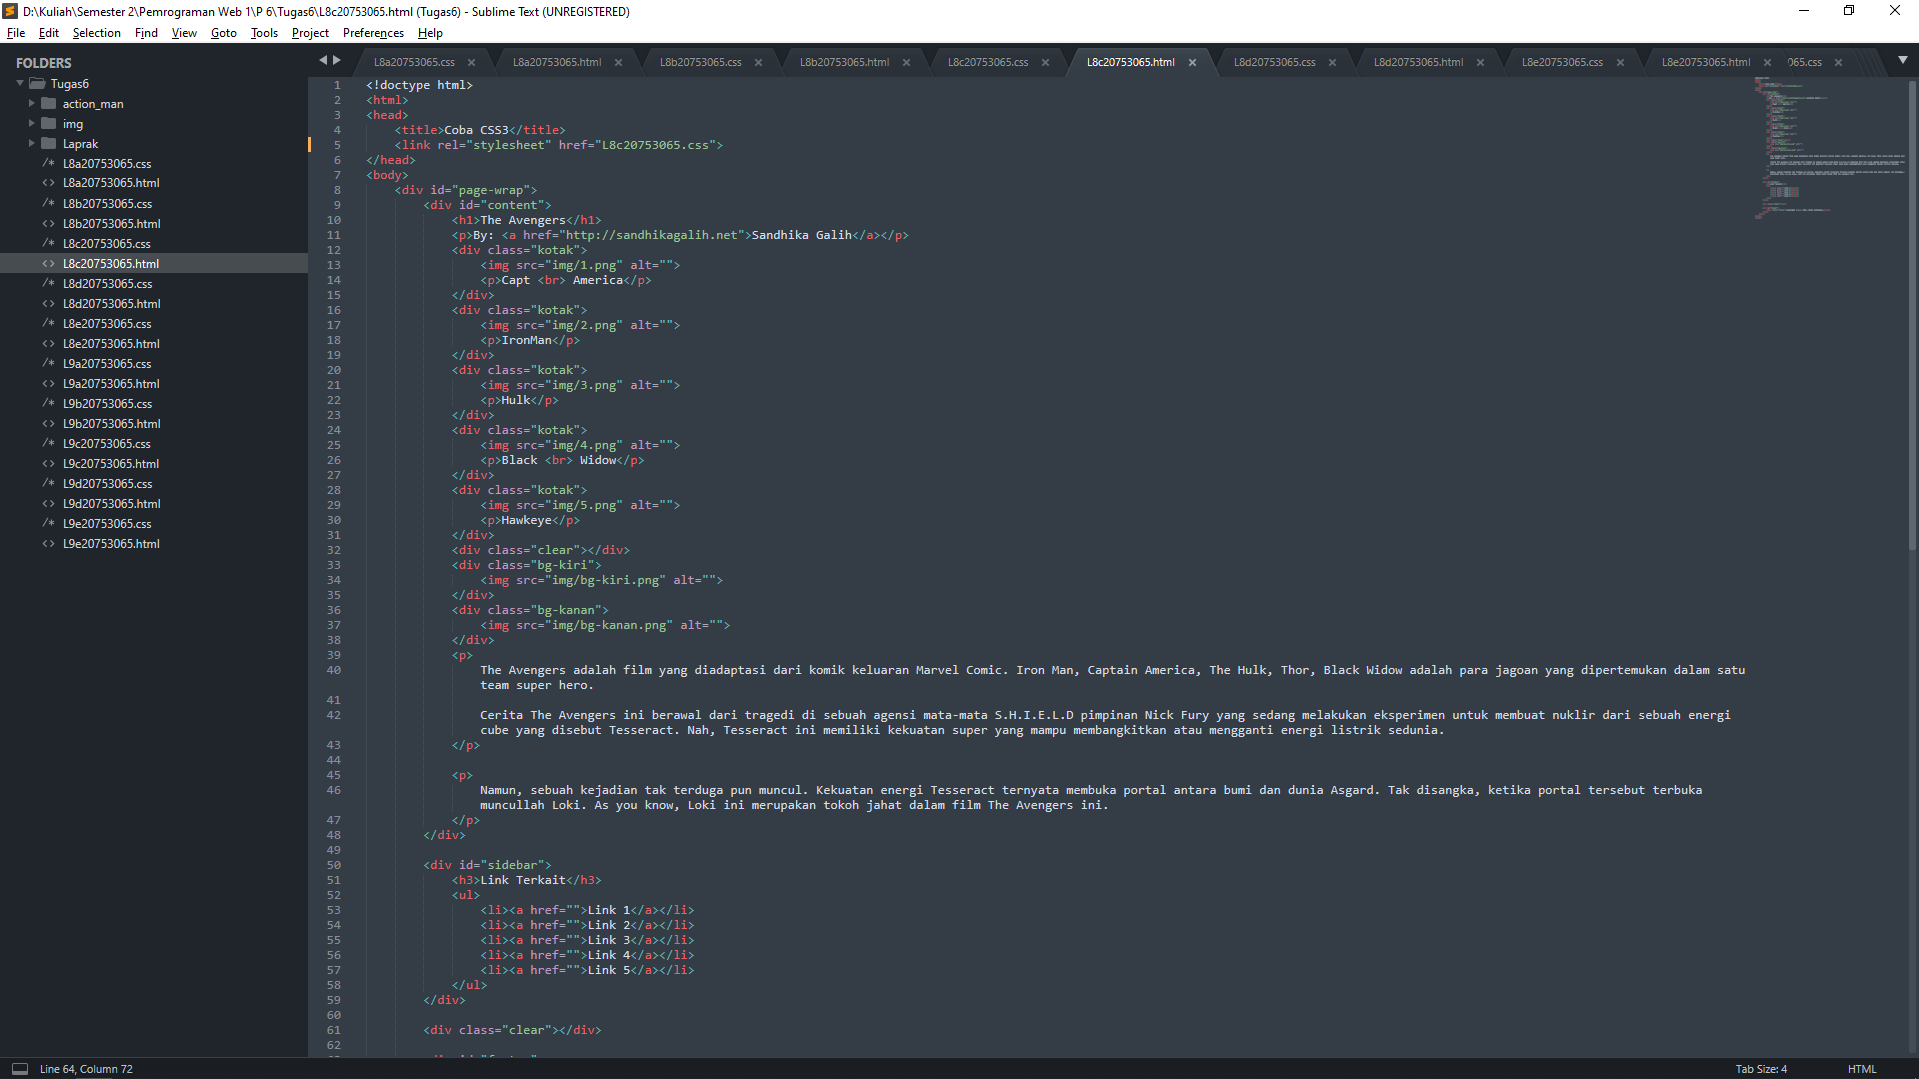 D:\Kuliah\Semester 2\Pemrograman Web 1\P 6\Tugas6\L8c20753065.html (Tugas6) - Sublime Text (UNREGISTERED)
File Edit Selection Find View Goto Tools Project Preferences Help
FOLDERS
Tugas6
action_man
img
Laprak
/* L8a20753065.css
<> L8a20753065.html
/* L8b20753065.css
<> L8b20753065.html
/* L8c20753065.css
<> L8c20753065.html
/* L8d20753065.css
<> L8d20753065.html
/* L8e20753065.css
<> L8e20753065.html
/* L9a20753065.css
<> L9a20753065.html
/* L9b20753065.css
<> L9b20753065.html
/* L9c20753065.css
<> L9c20753065.html
/* L9d20753065.css
<> L9d20753065.html
/* L9e20753065.css
<> L9e20753065.html
L8a20753065.css L8a20753065.html L8b20753065.css L8b20753065.html L8c20753065.css L8c20753065.html L8d20753065.css L8d20753065.html L8e20753065.css L8e20753065.html 065.css
1 <!doctype html>
2 <html>
3 <head>
4 <title>Coba CSS3</title>
5 <link rel="stylesheet" href="L8c20753065.css">
6 </head>
7 <body>
8 <div id="page-wrap">
9 <div id="content">
10 <h1>The Avengers</h1>
11 <p>By: <a href="http://sandhikagalih.net">Sandhika Galih</a></p>
12 <div class="kotak">
13 <img src="img/1.png" alt="">
14 <p>Capt <br> America</p>
15 </div>
16 <div class="kotak">
17 <img src="img/2.png" alt="">
18 <p>IronMan</p>
19 </div>
20 <div class="kotak">
21 <img src="img/3.png" alt="">
22 <p>Hulk</p>
23 </div>
24 <div class="kotak">
25 <img src="img/4.png" alt="">
26 <p>Black <br> Widow</p>
27 </div>
28 <div class="kotak">
29 <img src="img/5.png" alt="">
30 <p>Hawkeye</p>
31 </div>
32 <div class="clear"></div>
33 <div class="bg-kiri">
34 <img src="img/bg-kiri.png" alt="">
35 </div>
36 <div class="bg-kanan">
37 <img src="img/bg-kanan.png" alt="">
38 </div>
39 <p>
40 The Avengers adalah film yang diadaptasi dari komik keluaran Marvel Comic. Iron Man, Captain America, The Hulk, Thor, Black Widow adalah para jagoan yang dipertemukan dalam satu
team super hero.
41
42 Cerita The Avengers ini berawal dari tragedi di sebuah agensi mata-mata S.H.I.E.L.D pimpinan Nick Fury yang sedang melakukan eksperimen untuk membuat nuklir dari sebuah energi
cube yang disebut Tesseract. Nah, Tesseract ini memiliki kekuatan super yang mampu membangkitkan atau mengganti energi listrik sedunia.
43 </p>
44
45 <p>
46 Namun, sebuah kejadian tak terduga pun muncul. Kekuatan energi Tesseract ternyata membuka portal antara bumi dan dunia Asgard. Tak disangka, ketika portal tersebut terbuka
muncullah Loki. As you know, Loki ini merupakan tokoh jahat dalam film The Avengers ini.
47 </p>
48 </div>
49
50 <div id="sidebar">
51 <h3>Link Terkait</h3>
52 <ul>
53 <li><a href="">Link 1</a></li>
54 <li><a href="">Link 2</a></li>
55 <li><a href="">Link 3</a></li>
56 <li><a href="">Link 4</a></li>
57 <li><a href="">Link 5</a></li>
58 </ul>
59 </div>
60
61 <div class="clear"></div>
62
Line 64, Column 72
Tab Size: 4 HTML